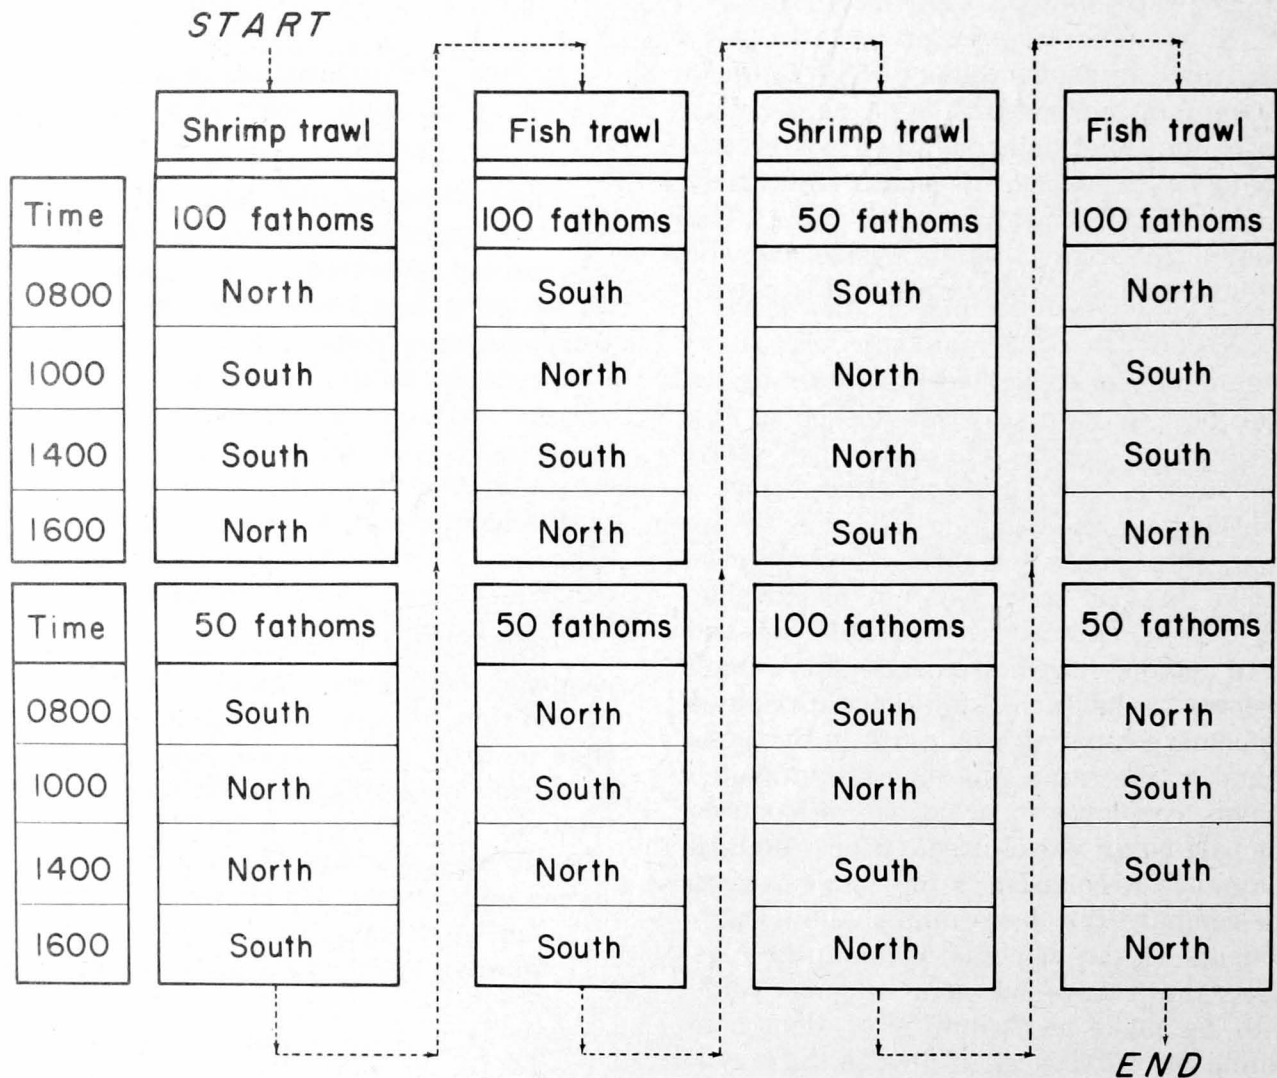 START
Shrimp trawl Fish trawl Shrimp trawl Fish trawl
Time 100 fathoms 100 fathoms 50 fathoms 100 fathoms
0800 North South South North
1000 South North North South
1400 South South North South
1600 North North South North
Time 50 fathoms 50 fathoms 100 fathoms 50 fathoms
0800 South North South North
1000 North South North South
1400 North North South South
1600 South South North North
END